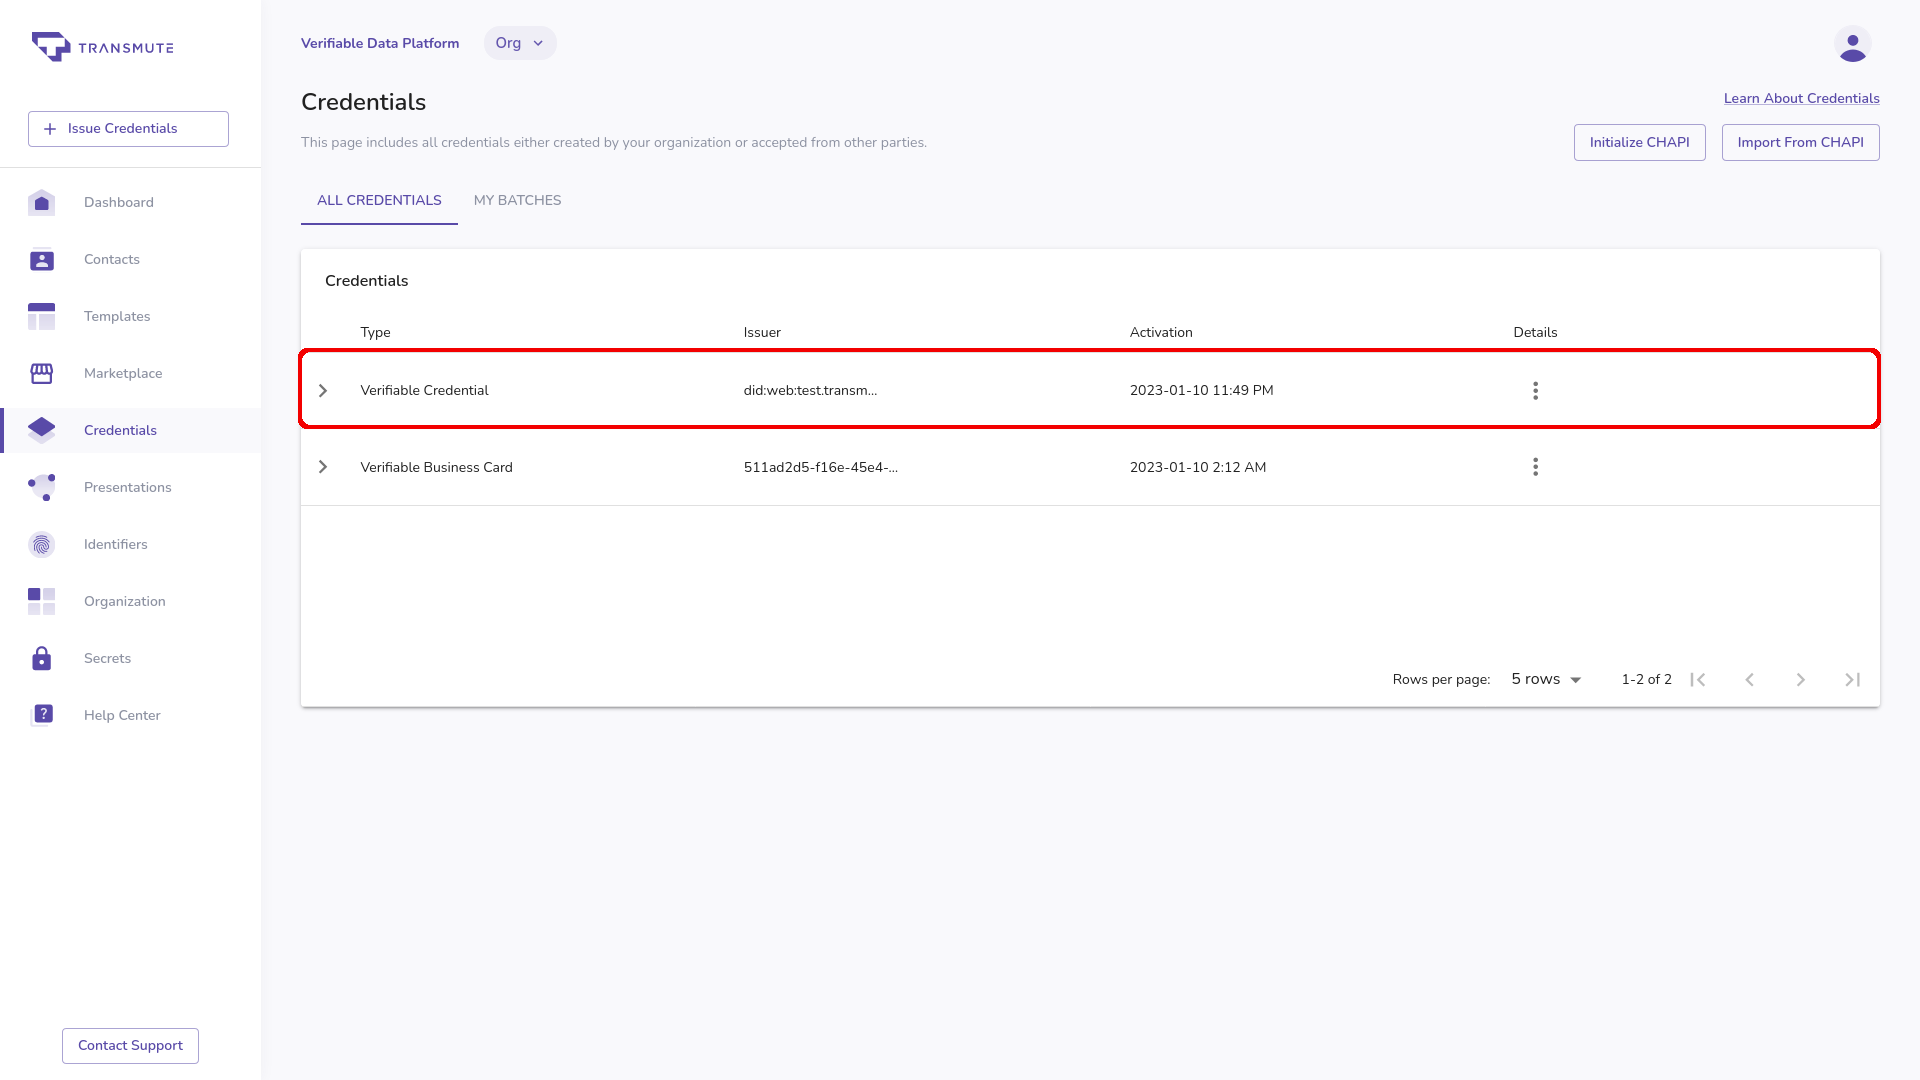 TRANSMUTE
Issue Credentials
Dashboard
Contacts
Templates
Marketplace
Credentials
Presentations
Identifiers
Organization
Secrets
? Help Center
Contact Support
Verifiable Data Platform Org
Credentials
Learn About Credentials
This page includes all credentials either created by your organization or accepted from other parties.
Initialize CHAPI Import From CHAPI
ALL CREDENTIALS MY BATCHES
Credentials
Type Issuer Activation Details
Verifiable Credential did:web:test.transm... 2023-01-10 11:49 PM
Verifiable Business Card 511ad2d5-f16e-45e4-... 2023-01-10 2:12 AM
Rows per page: 5 rows 1-2 of 2